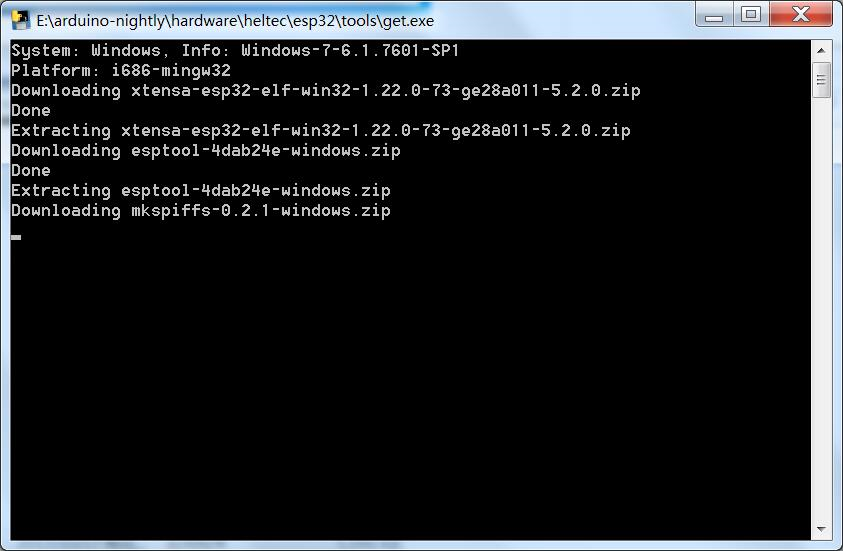 E:\arduino-nightly\hardware\heltec\esp32\tools\get.exe
System: Windows, Info: Windows-7-6.1.7601-SP1
Platform: i686-mingw32
Downloading xtensa-esp32-elf-win32-1.22.0-73-ge28a011-5.2.0.zip
Done
Extracting xtensa-esp32-elf-win32-1.22.0-73-ge28a011-5.2.0.zip
Downloading esptool-4dab24e-windows.zip
Done
Extracting esptool-4dab24e-windows.zip
Downloading mkspiffs-0.2.1-windows.zip